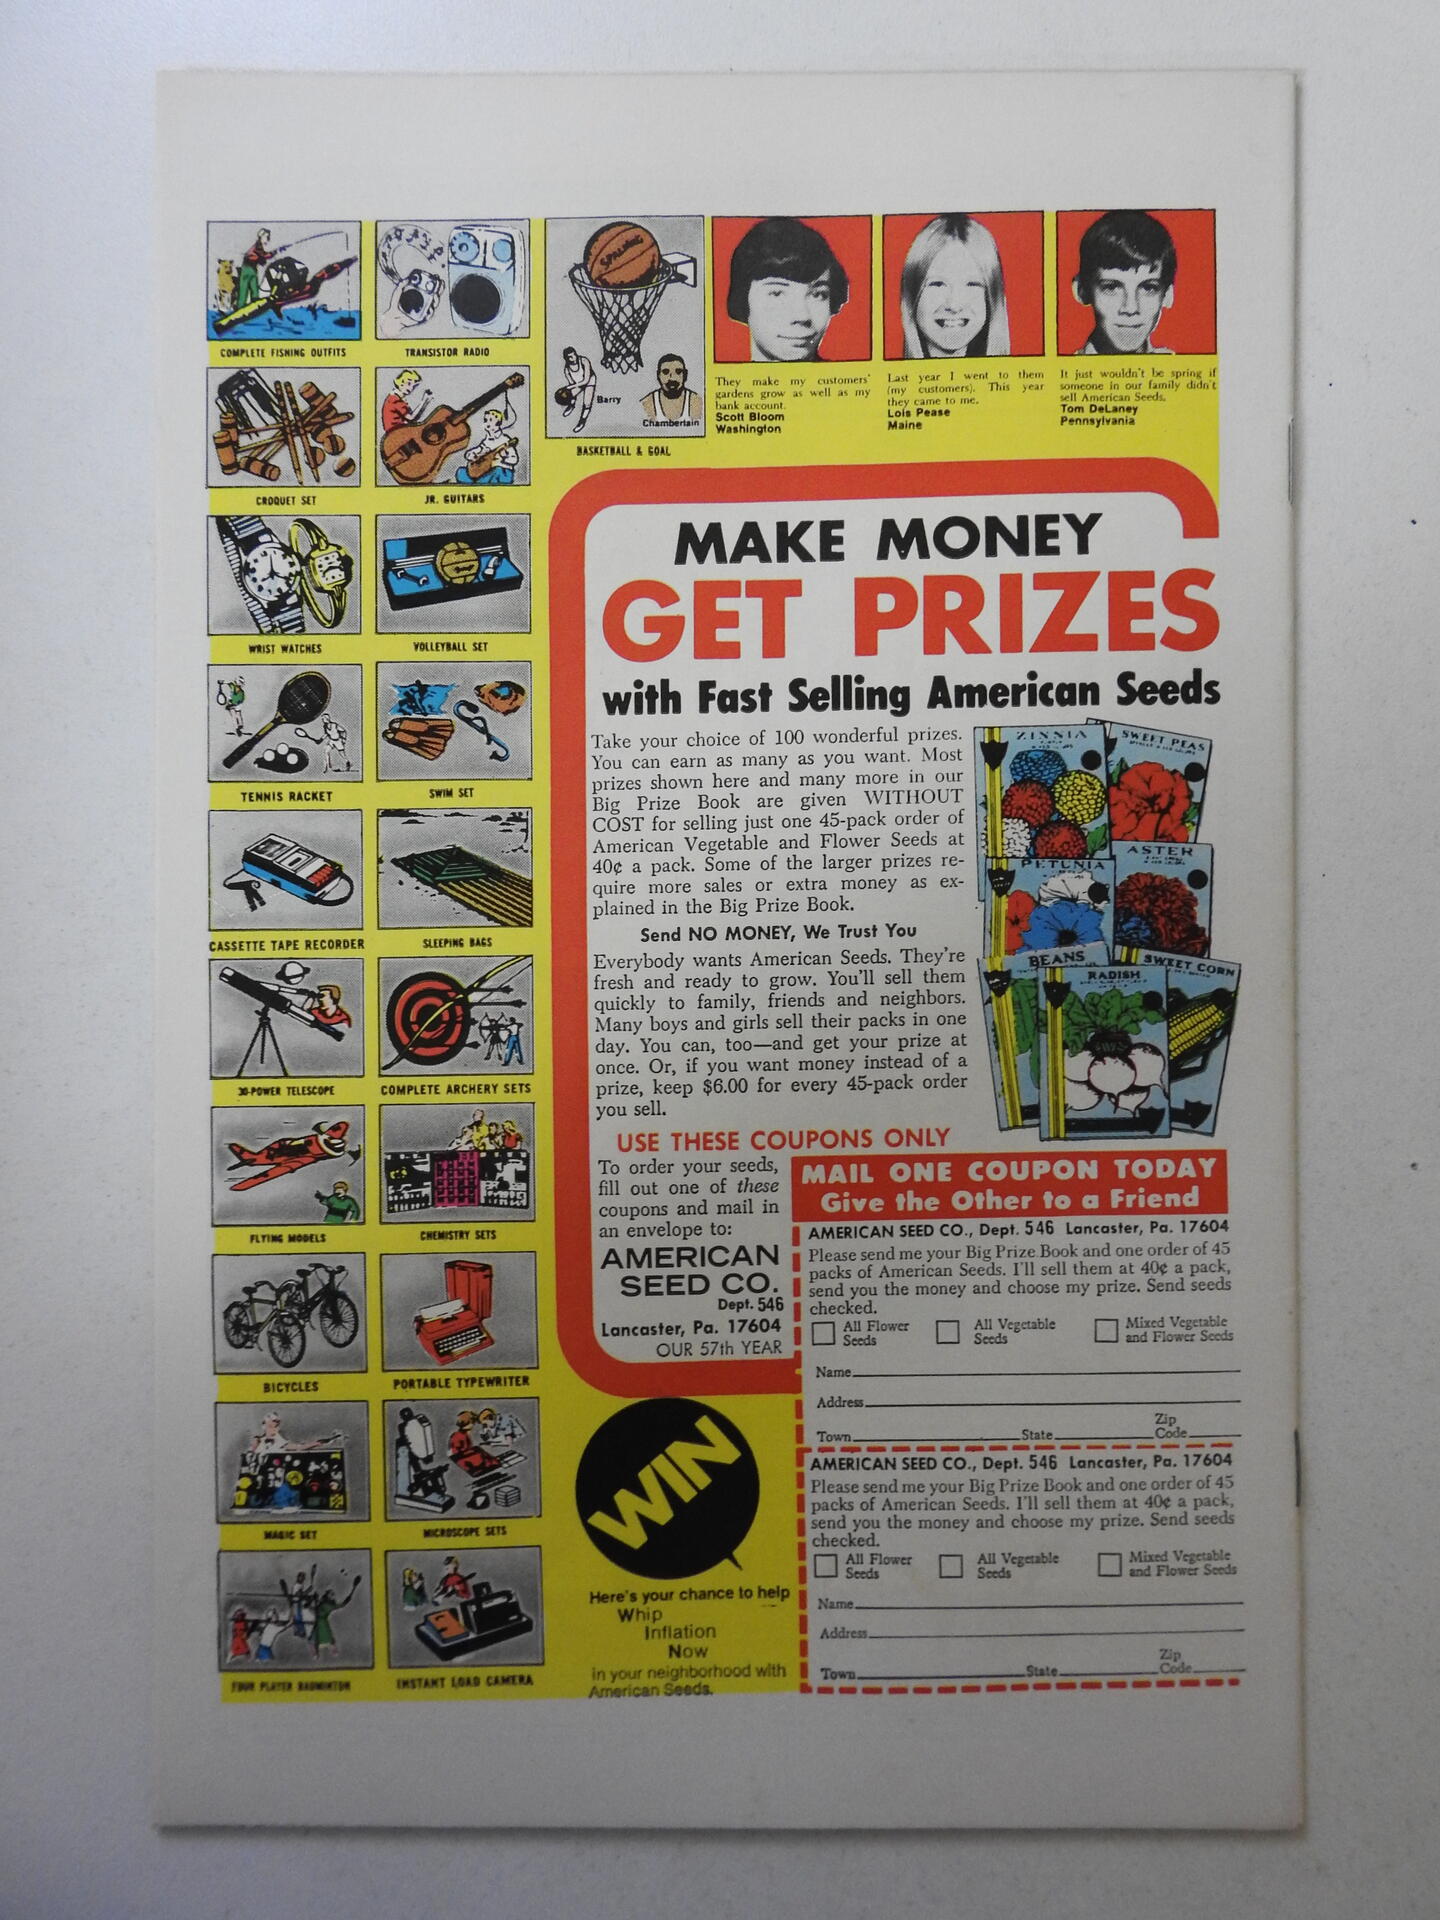 COMPLETE FISHING OUTFITS
TRANSISTOR RADIO
CROQUET SET
JR. GUITARS
WRIST WATCHES
VOLLEYBALL SET
TENNIS RACKET
SWIM SET
CASSETTE TAPE RECORDER
SLEEPING BAGS
30-POWER TELESCOPE
COMPLETE ARCHERY SETS
FLYING MODELS
CHEMISTRY SETS
BICYCLES
PORTABLE TYPEWRITER
MAGIC SET
MICROSCOPE SETS
FOUR PLAYER BADMINTON
INSTANT LOAD CAMERA
SPALDING
Barry
Chamberlain
BASKETBALL & GOAL
They make my customers'
gardens grow as well as my
bank account.
Scott Bloom
Washington
Last year I went to them
(my customers). This year
they came to me.
Lois Pease
Maine
It just wouldn't be spring if
someone in our family didn't
sell American Seeds.
Tom DeLaney
Pennsylvania
MAKE MONEY
GET PRIZES
with Fast Selling American Seeds
Take your choice of 100 wonderful prizes.
You can earn as many as you want. Most
prizes shown here and many more in our
Big Prize Book are given WITHOUT
COST for selling just one 45-pack order of
American Vegetable and Flower Seeds at
40¢ a pack. Some of the larger prizes re-
quire more sales or extra money as ex-
plained in the Big Prize Book.
Send NO MONEY, We Trust You
Everybody wants American Seeds. They're
fresh and ready to grow. You'll sell them
quickly to family, friends and neighbors.
Many boys and girls sell their packs in one
day. You can, too—and get your prize at
once. Or, if you want money instead of a
prize, keep $6.00 for every 45-pack order
you sell.
ZINNIA
SWEET PEAS
PETUNIA
ASTER
BEANS
RADISH
SWEET CORN
USE THESE COUPONS ONLY
To order your seeds,
fill out one of these
coupons and mail in
an envelope to:
AMERICAN
SEED CO.
Dept. 546
Lancaster, Pa. 17604
OUR 57th YEAR
MAIL ONE COUPON TODAY
Give the Other to a Friend
AMERICAN SEED CO., Dept. 546 Lancaster, Pa. 17604
Please send me your Big Prize Book and one order of 45
packs of American Seeds. I'll sell them at 40¢ a pack,
send you the money and choose my prize. Send seeds
checked.
All Flower Seeds
All Vegetable Seeds
Mixed Vegetable and Flower Seeds
Name
Address
Town State Zip Code
AMERICAN SEED CO., Dept. 546 Lancaster, Pa. 17604
Please send me your Big Prize Book and one order of 45
packs of American Seeds. I'll sell them at 40¢ a pack,
send you the money and choose my prize. Send seeds
checked.
All Flower Seeds
All Vegetable Seeds
Mixed Vegetable and Flower Seeds
Name
Address
Town State Zip Code
WIN
Here's your chance to help
Whip
Inflation
Now
in your neighborhood with
American Seeds.